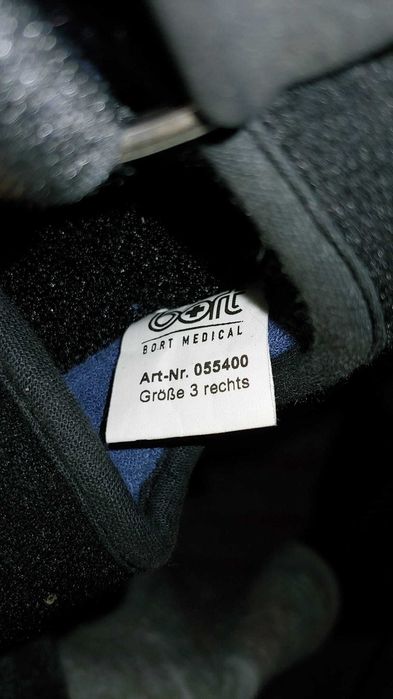 bort
BORT MEDICAL
Art-Nr. 055400
Größe 3 rechts